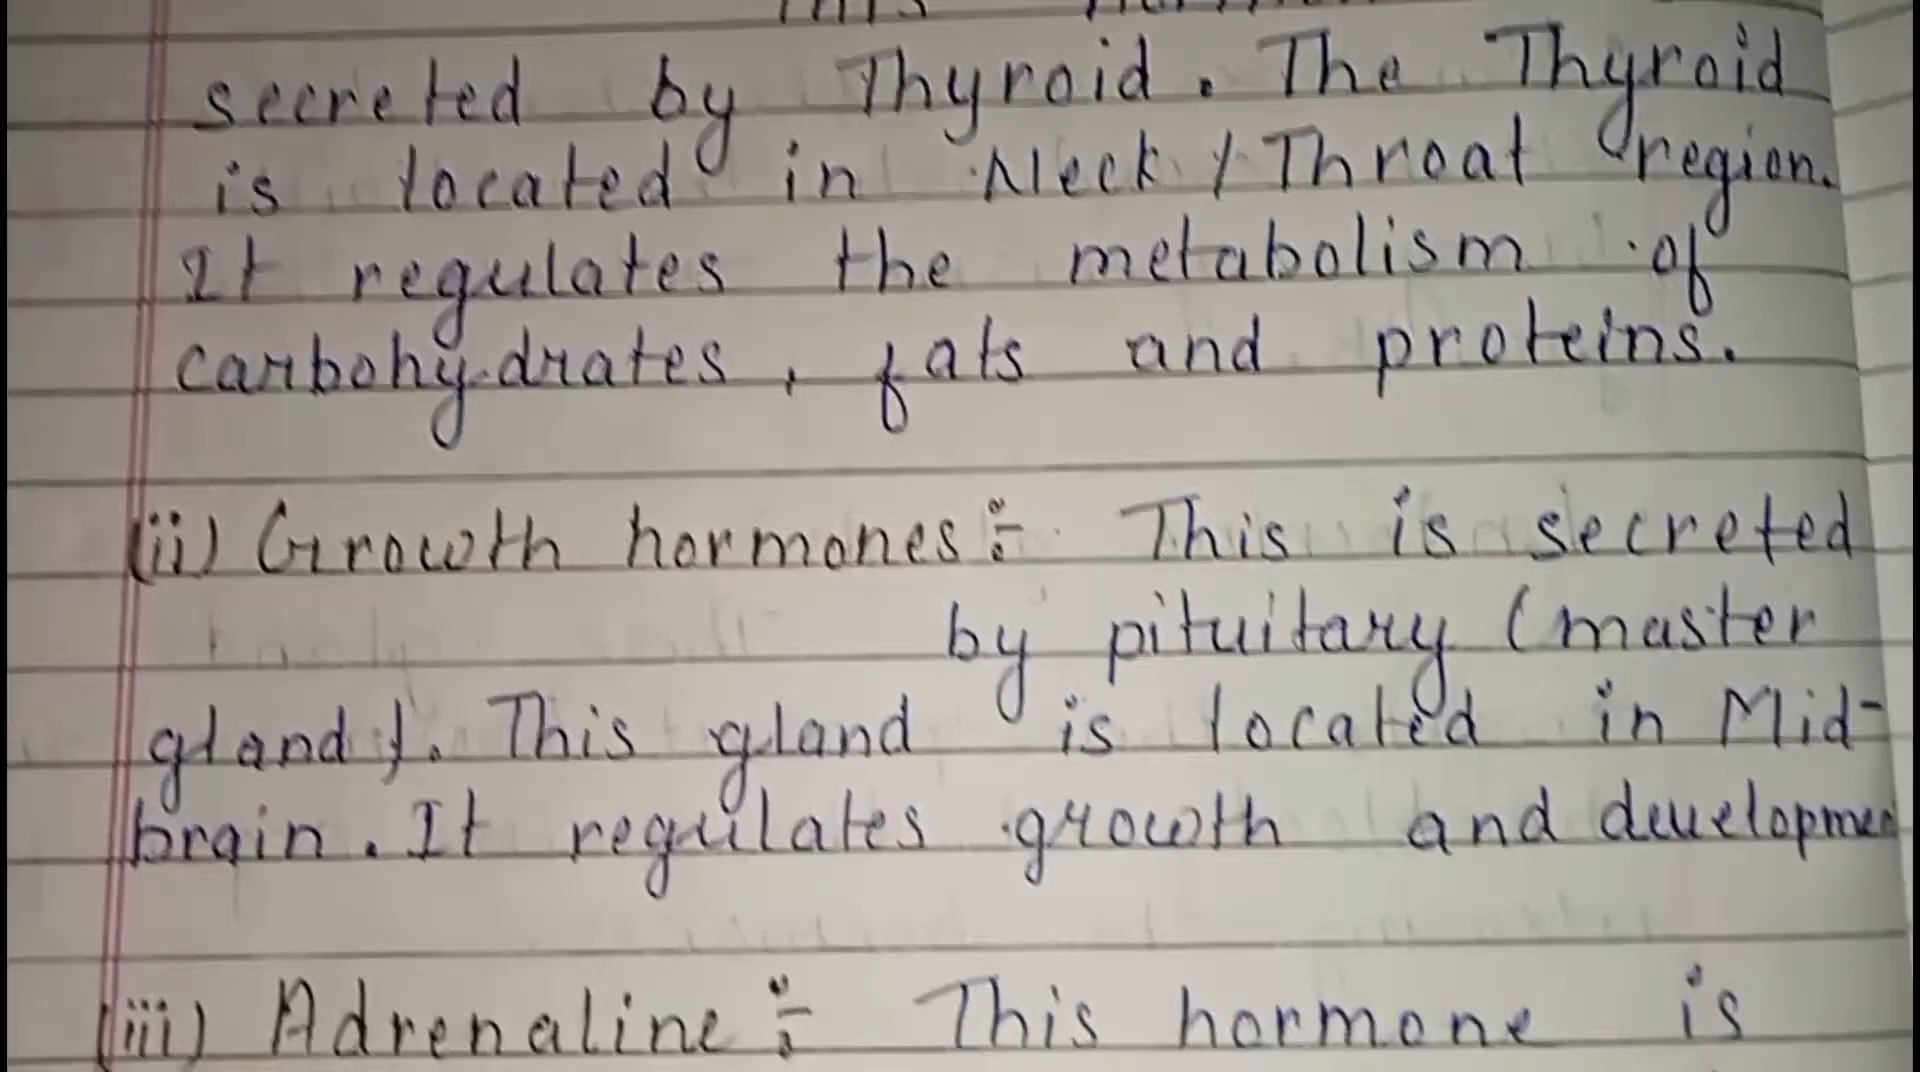 This
secreted by Thyroid. The Thyroid
is located in Neck / Throat region.
It regulates the metabolism of
carbohydrates, fats and proteins.
(ii) Growth hormones :- This is secreted
by pituitary (master
gland). This gland is located in Mid-
brain. It regulates growth and developmen
(iii) Adrenaline :- This hormone is